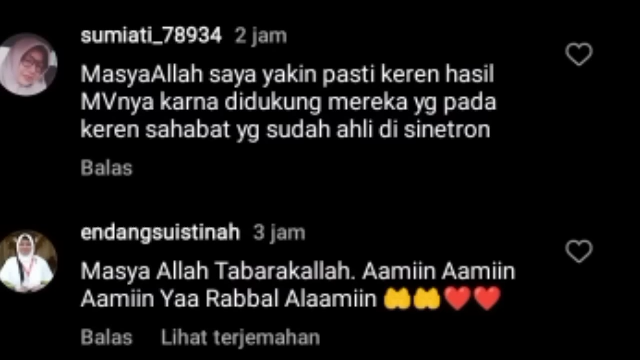 sumiati_78934 2 jam
MasyaAllah saya yakin pasti keren hasil
MVnya karna didukung mereka yg pada
keren sahabat yg sudah ahli di sinetron
Balas
endangsuistinah 3 jam
Masya Allah Tabarakallah. Aamiin Aamiin
Aamiin Yaa Rabbal Alaamiin 🤲🤲❤️❤️
Balas Lihat terjemahan